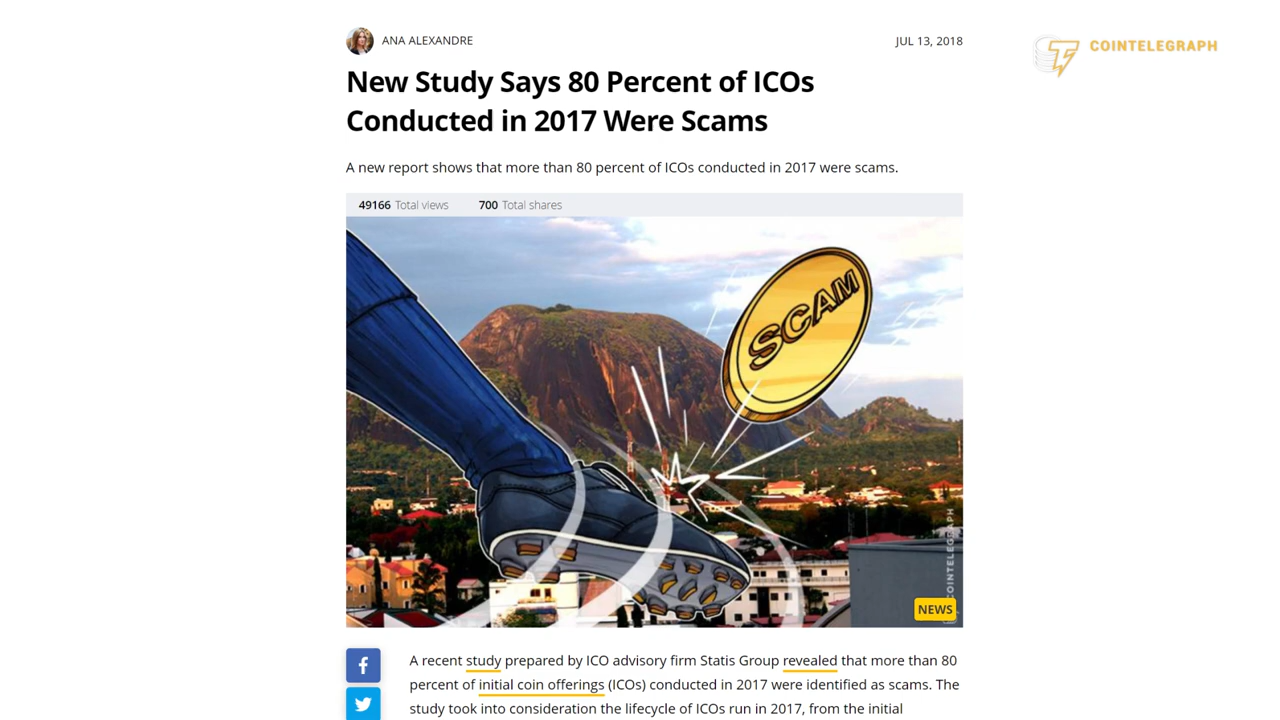 ANA ALEXANDRE
JUL 13, 2018
COINTELEGRAPH
New Study Says 80 Percent of ICOs
Conducted in 2017 Were Scams
A new report shows that more than 80 percent of ICOs conducted in 2017 were scams.
49166 Total views 700 Total shares
SCAM
COINTELEGRAPH
NEWS
A recent study prepared by ICO advisory firm Statis Group revealed that more than 80
percent of initial coin offerings (ICOs) conducted in 2017 were identified as scams. The
study took into consideration the lifecycle of ICOs run in 2017, from the initial